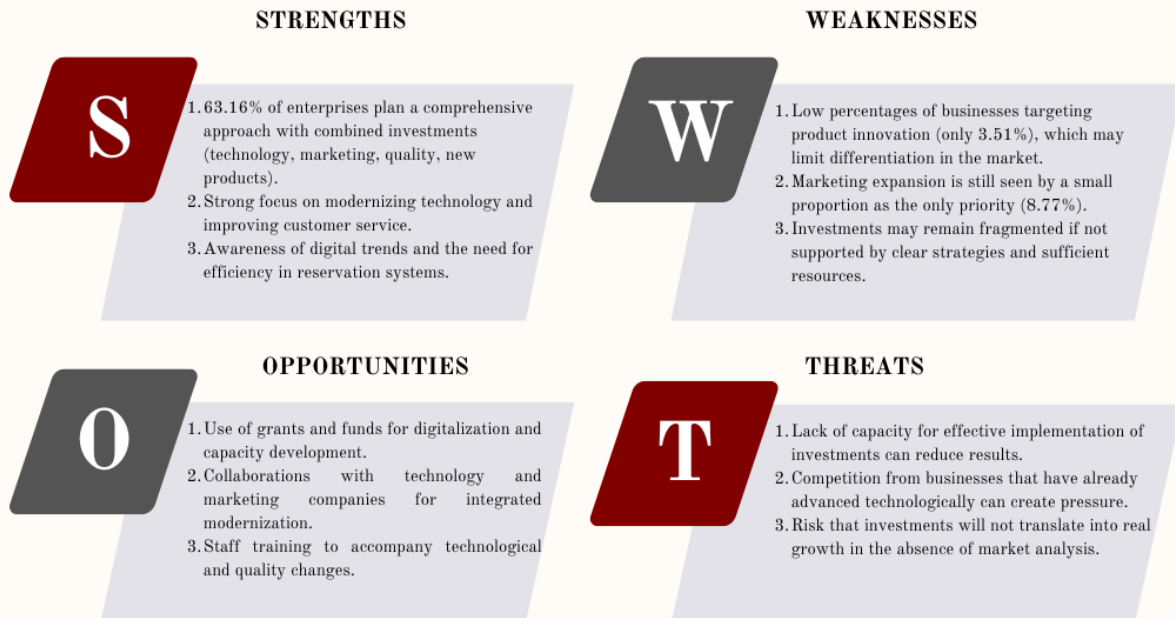 STRENGTHS
S
1. 63.16% of enterprises plan a comprehensive
approach with combined investments
(technology, marketing, quality, new
products).
2. Strong focus on modernizing technology and
improving customer service.
3. Awareness of digital trends and the need for
efficiency in reservation systems.
WEAKNESSES
W
1. Low percentages of businesses targeting
product innovation (only 3.51%), which may
limit differentiation in the market.
2. Marketing expansion is still seen by a small
proportion as the only priority (8.77%).
3. Investments may remain fragmented if not
supported by clear strategies and sufficient
resources.
OPPORTUNITIES
O
1. Use of grants and funds for digitalization and
capacity development.
2. Collaborations with technology and
marketing companies for integrated
modernization.
3. Staff training to accompany technological
and quality changes.
THREATS
T
1. Lack of capacity for effective implementation of
investments can reduce results.
2. Competition from businesses that have already
advanced technologically can create pressure.
3. Risk that investments will not translate into real
growth in the absence of market analysis.